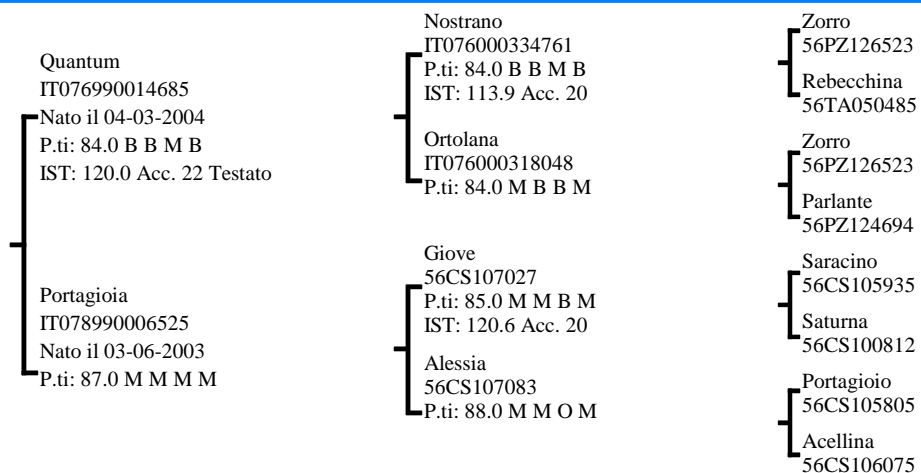 Quantum
IT076990014685
Nato il 04-03-2004
P.ti: 84.0 B B M B
IST: 120.0 Acc. 22 Testato
Portagioia
IT078990006525
Nato il 03-06-2003
P.ti: 87.0 M M M M
Nostrano
IT076000334761
P.ti: 84.0 B B M B
IST: 113.9 Acc. 20
Ortolana
IT076000318048
P.ti: 84.0 M B B M
Giove
56CS107027
P.ti: 85.0 M M B M
IST: 120.6 Acc. 20
Alessia
56CS107083
P.ti: 88.0 M M O M
Zorro
56PZ126523
Rebecchina
56TA050485
Zorro
56PZ126523
Parlante
56PZ124694
Saracino
56CS105935
Saturna
56CS100812
Portagioio
56CS105805
Acellina
56CS106075